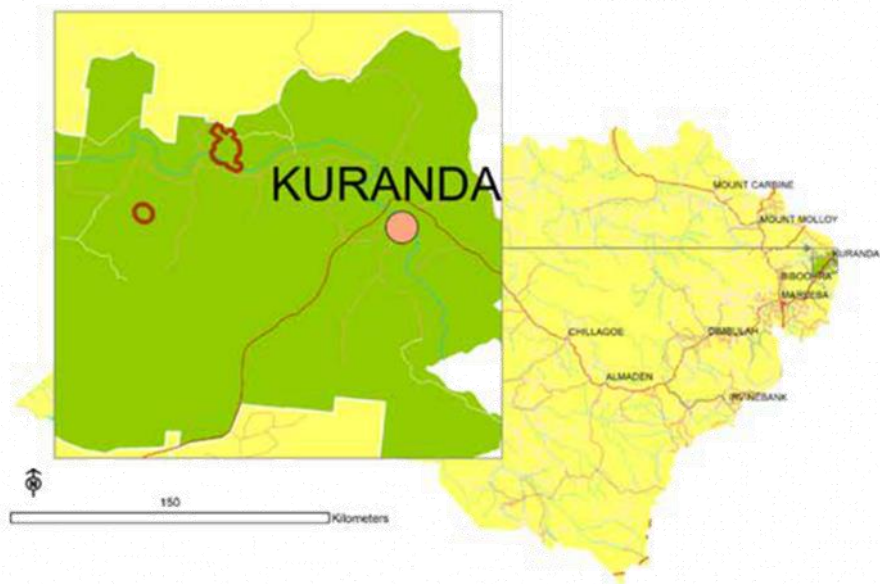 KURANDA
MOUNT CARBINE
MOUNT MOLLOY
KURANDA
BIBOOHRA
MAREEBA
CHILLAGOE
DIMBULAH
ALMADEN
IRVINEBANK
150
Kilometers